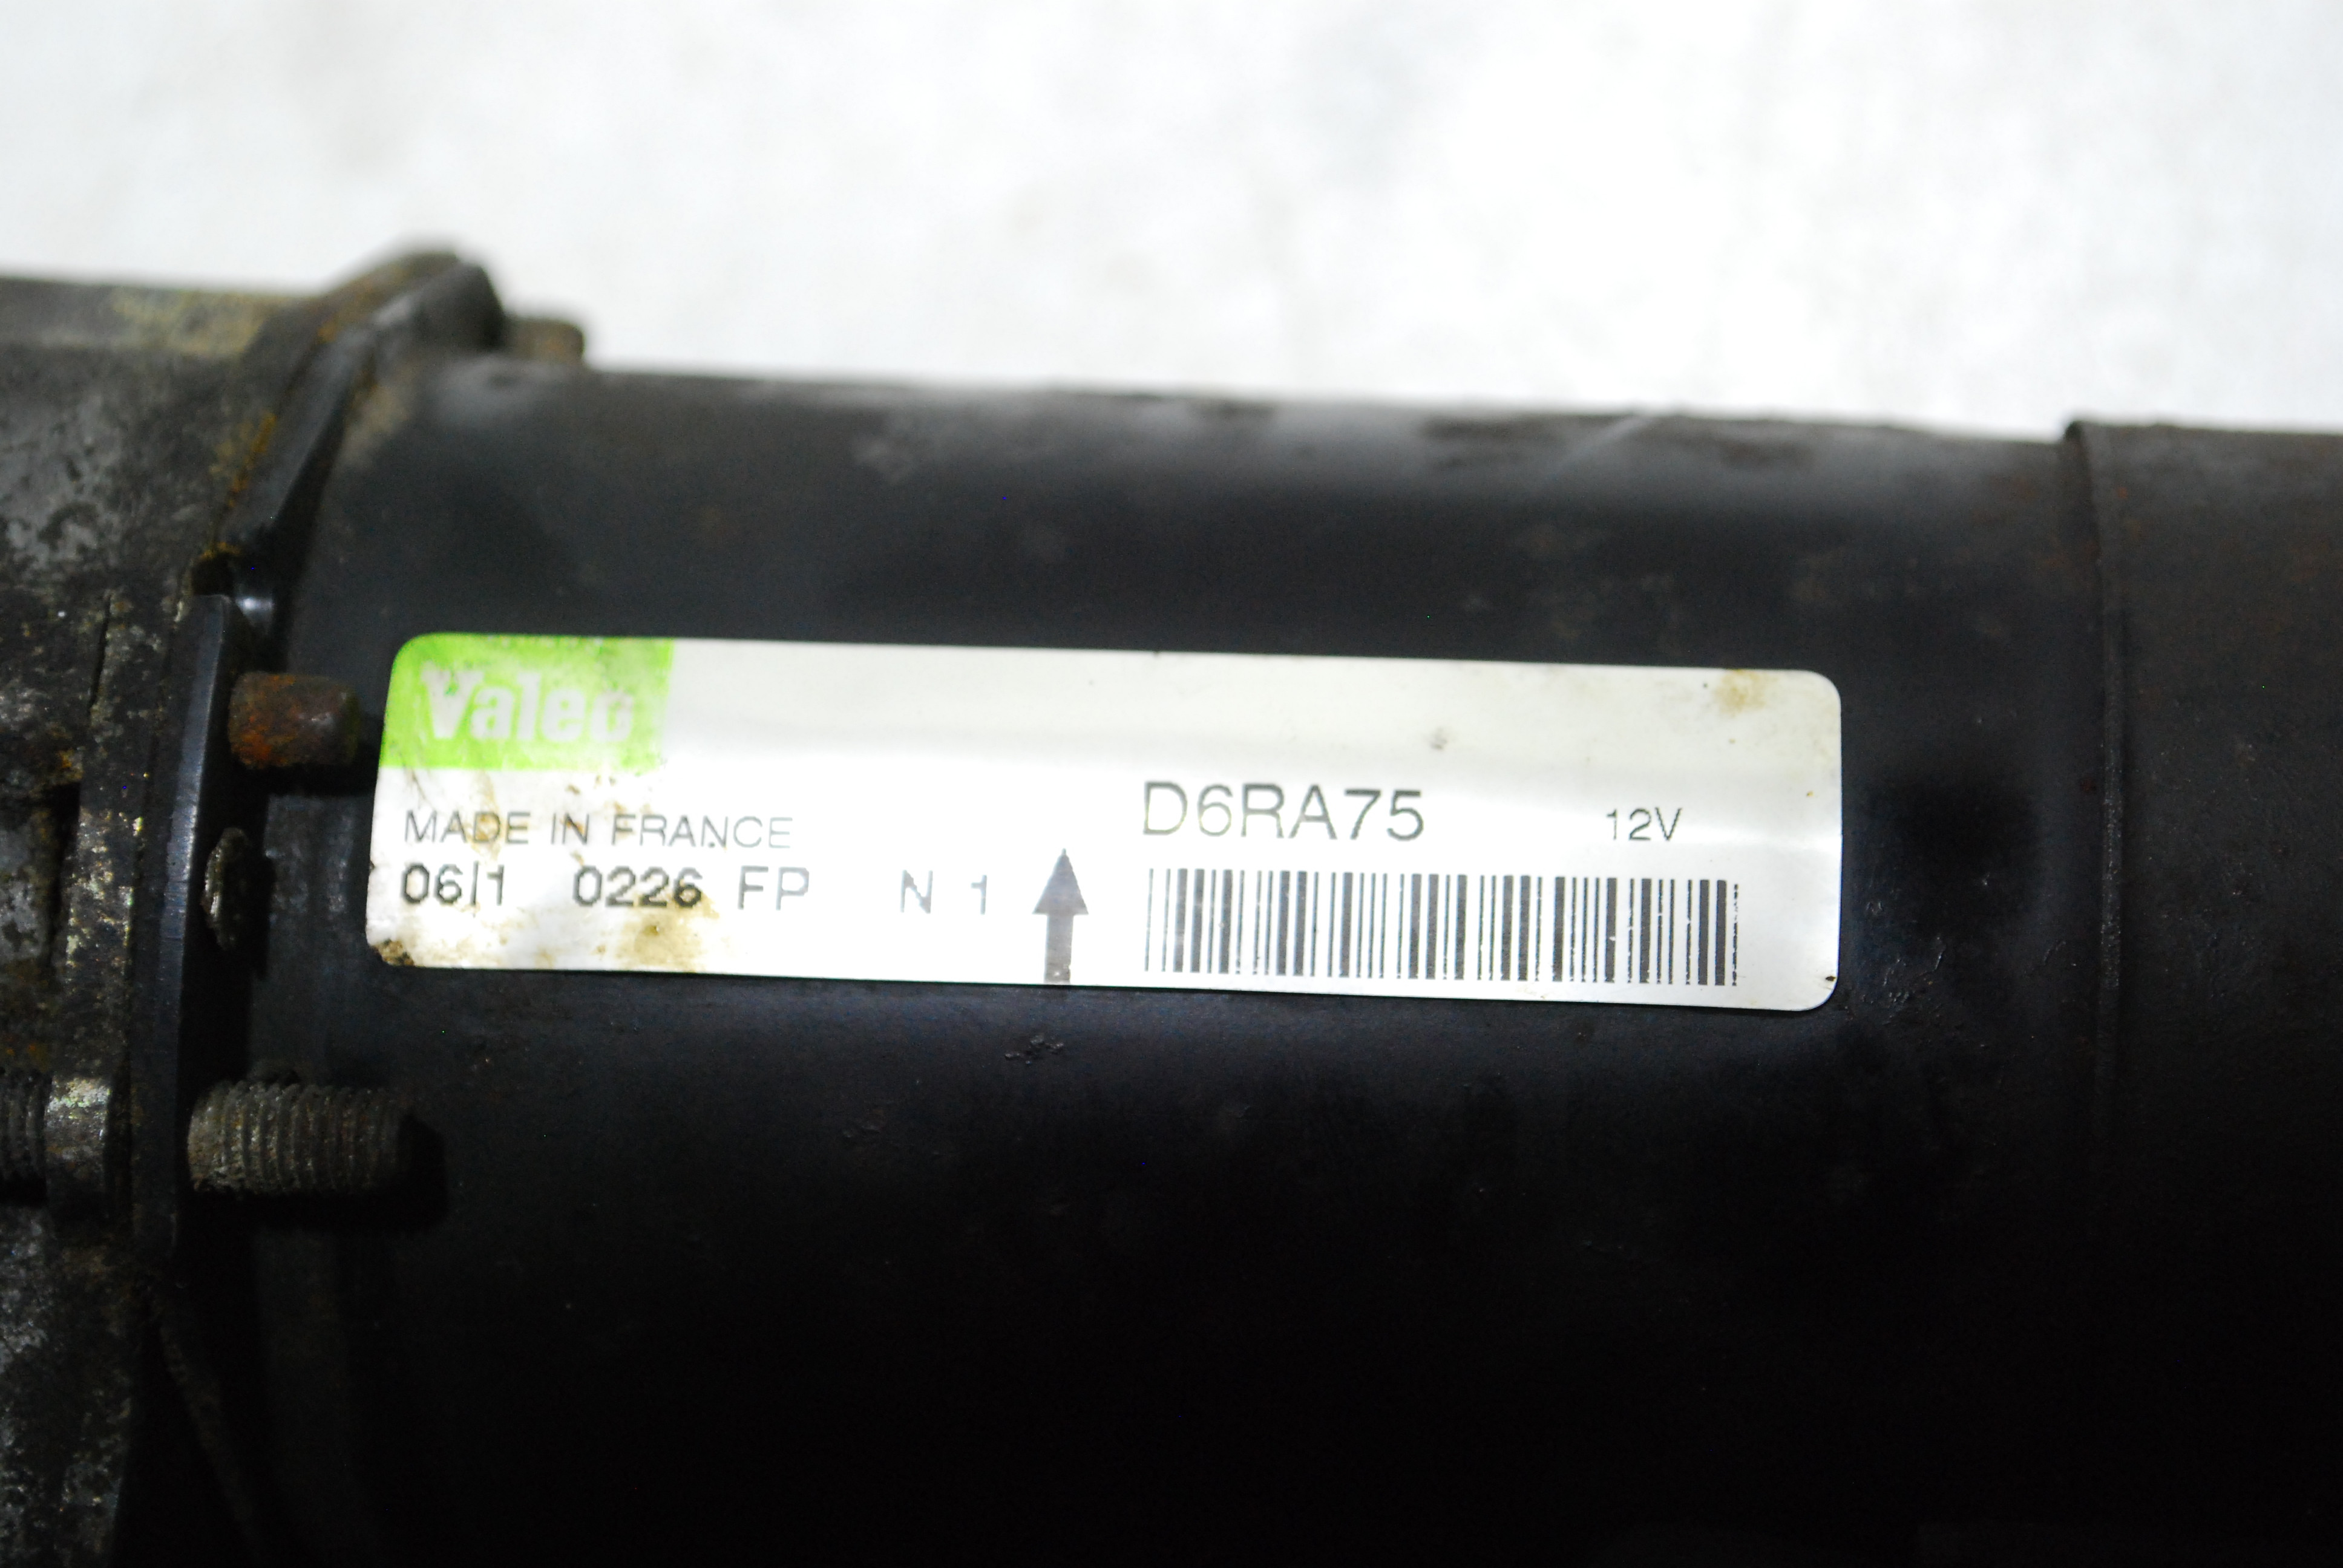 Valeo
MADE IN FRANCE
D6RA75 12V
06/1 0226 FP N 1